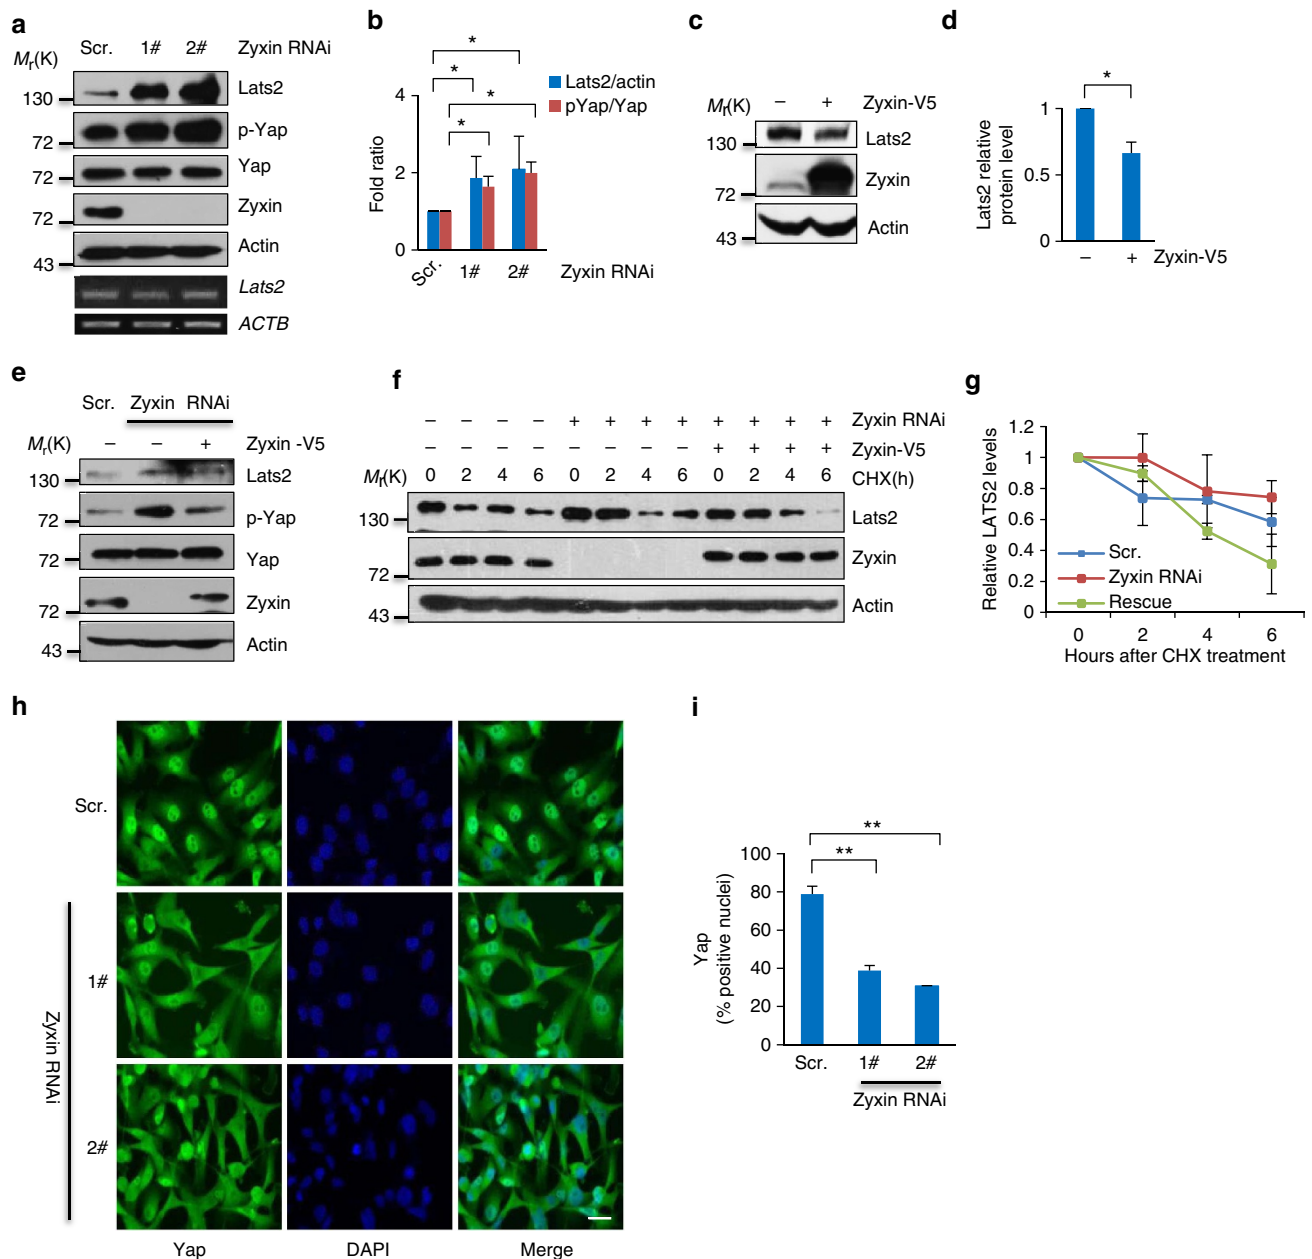 a
Scr. 1# 2# Zyxin RNAi
Mr(K)
130 Lats2
72 p-Yap
72 Yap
72 Zyxin
43 Actin
Lats2
ACTB
b
* * * *
Lats2/actin
pYap/Yap
Fold ratio
4
2
0
Scr. 1# 2# Zyxin RNAi
c
Mr(K) – + Zyxin-V5
130 Lats2
72 Zyxin
43 Actin
d
*
Lats2 relative
protein level
1
0.5
0
– + Zyxin-V5
e
Scr. Zyxin RNAi
Mr(K) – – + Zyxin -V5
130 Lats2
72 p-Yap
72 Yap
72 Zyxin
43 Actin
f
– – – – + + + + + + + + Zyxin RNAi
– – – – – – – – + + + + Zyxin-V5
Mr(K) 0 2 4 6 0 2 4 6 0 2 4 6 CHX(h)
130 Lats2
72 Zyxin
43 Actin
g
Relative LATS2 levels
1.2
1
0.8
0.6
0.4
0.2
0
Scr.
Zyxin RNAi
Rescue
0 2 4 6
Hours after CHX treatment
h
Scr.
1#
2#
Zyxin RNAi
Yap DAPI Merge
i
**
**
Yap
(% positive nuclei)
100
80
60
40
20
0
Scr. 1# 2#
Zyxin RNAi